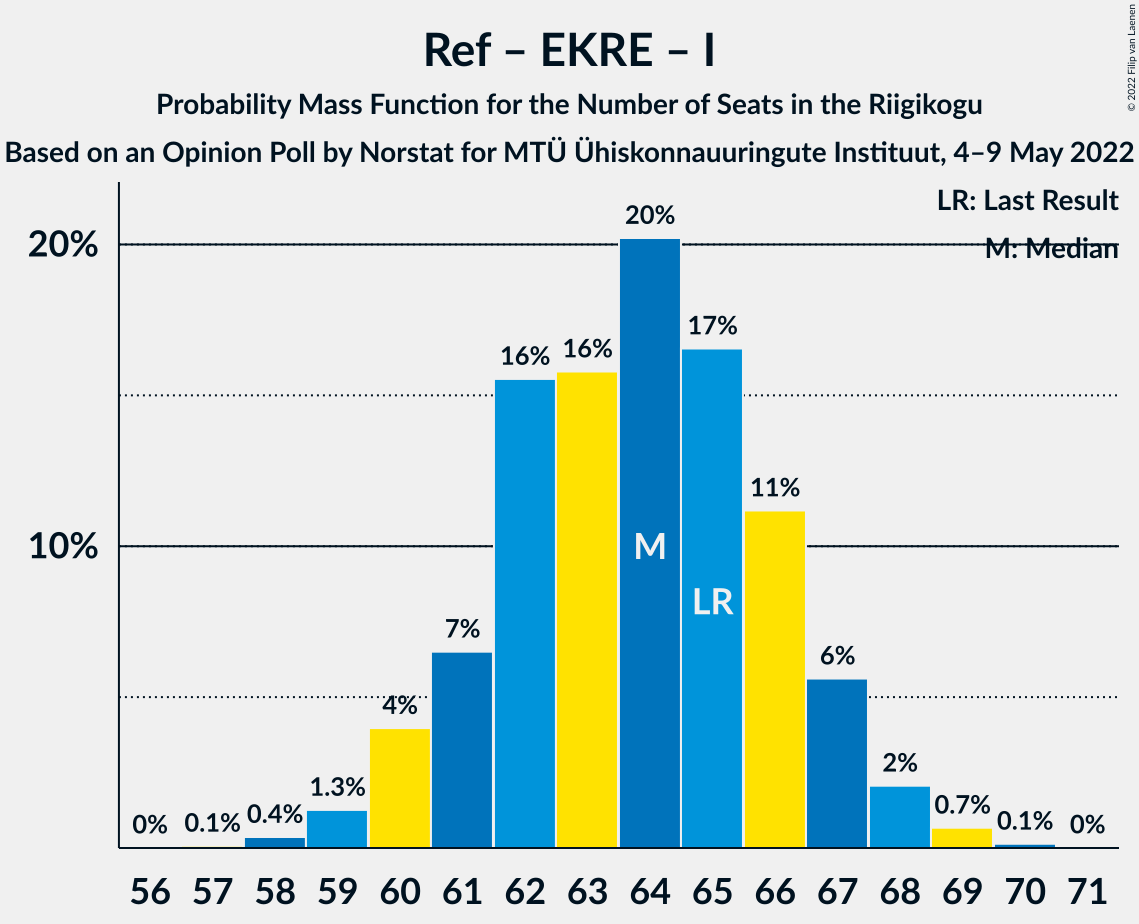 Ref – EKRE – I
Probability Mass Function for the Number of Seats in the Riigikogu
Based on an Opinion Poll by Norstat for MTÜ Ühiskonnauuringute Instituut, 4–9 May 2022
© 2022 Filip van Laenen
LR: Last Result
M: Median
20%
10%
0% 0.1% 0.4% 1.3% 4% 7% 16% 16% 20% 17% 11% 6% 2% 0.7% 0.1% 0%
M
LR
56 57 58 59 60 61 62 63 64 65 66 67 68 69 70 71